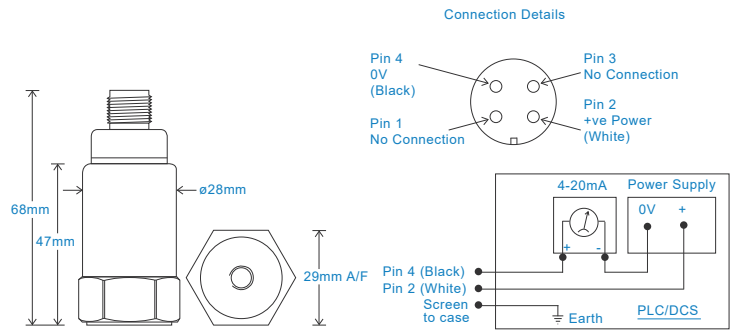 Connection Details
Pin 4
0V
(Black)
Pin 3
No Connection
Pin 1
No Connection
Pin 2
+ve Power
(White)
68mm
47mm
ø28mm
29mm A/F
4-20mA
Power Supply
0V +
+ -
Pin 4 (Black)
Pin 2 (White)
Screen
to case
Earth
PLC/DCS